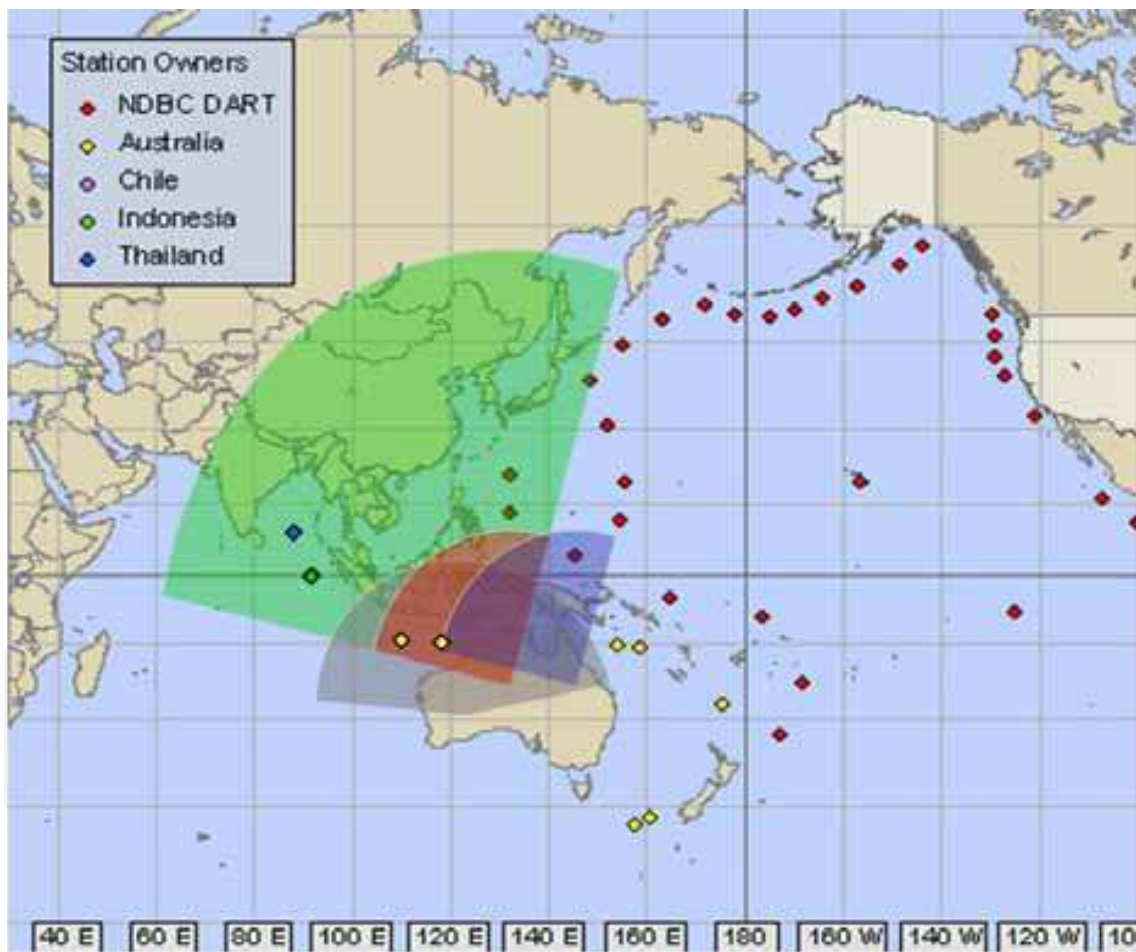 Station Owners
NDBC DART
Australia
Chile
Indonesia
Thailand
40 E 60 E 80 E 100 E 120 E 140 E 160 E 180 160 W 140 W 120 W